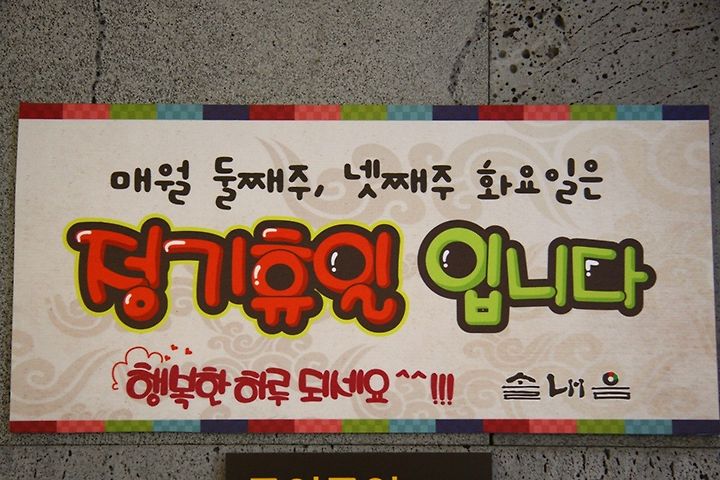 매월 둘째주, 넷째주 화요일은
정기휴일 입니다
행복한 하루 되세요^^!!!
솔내음